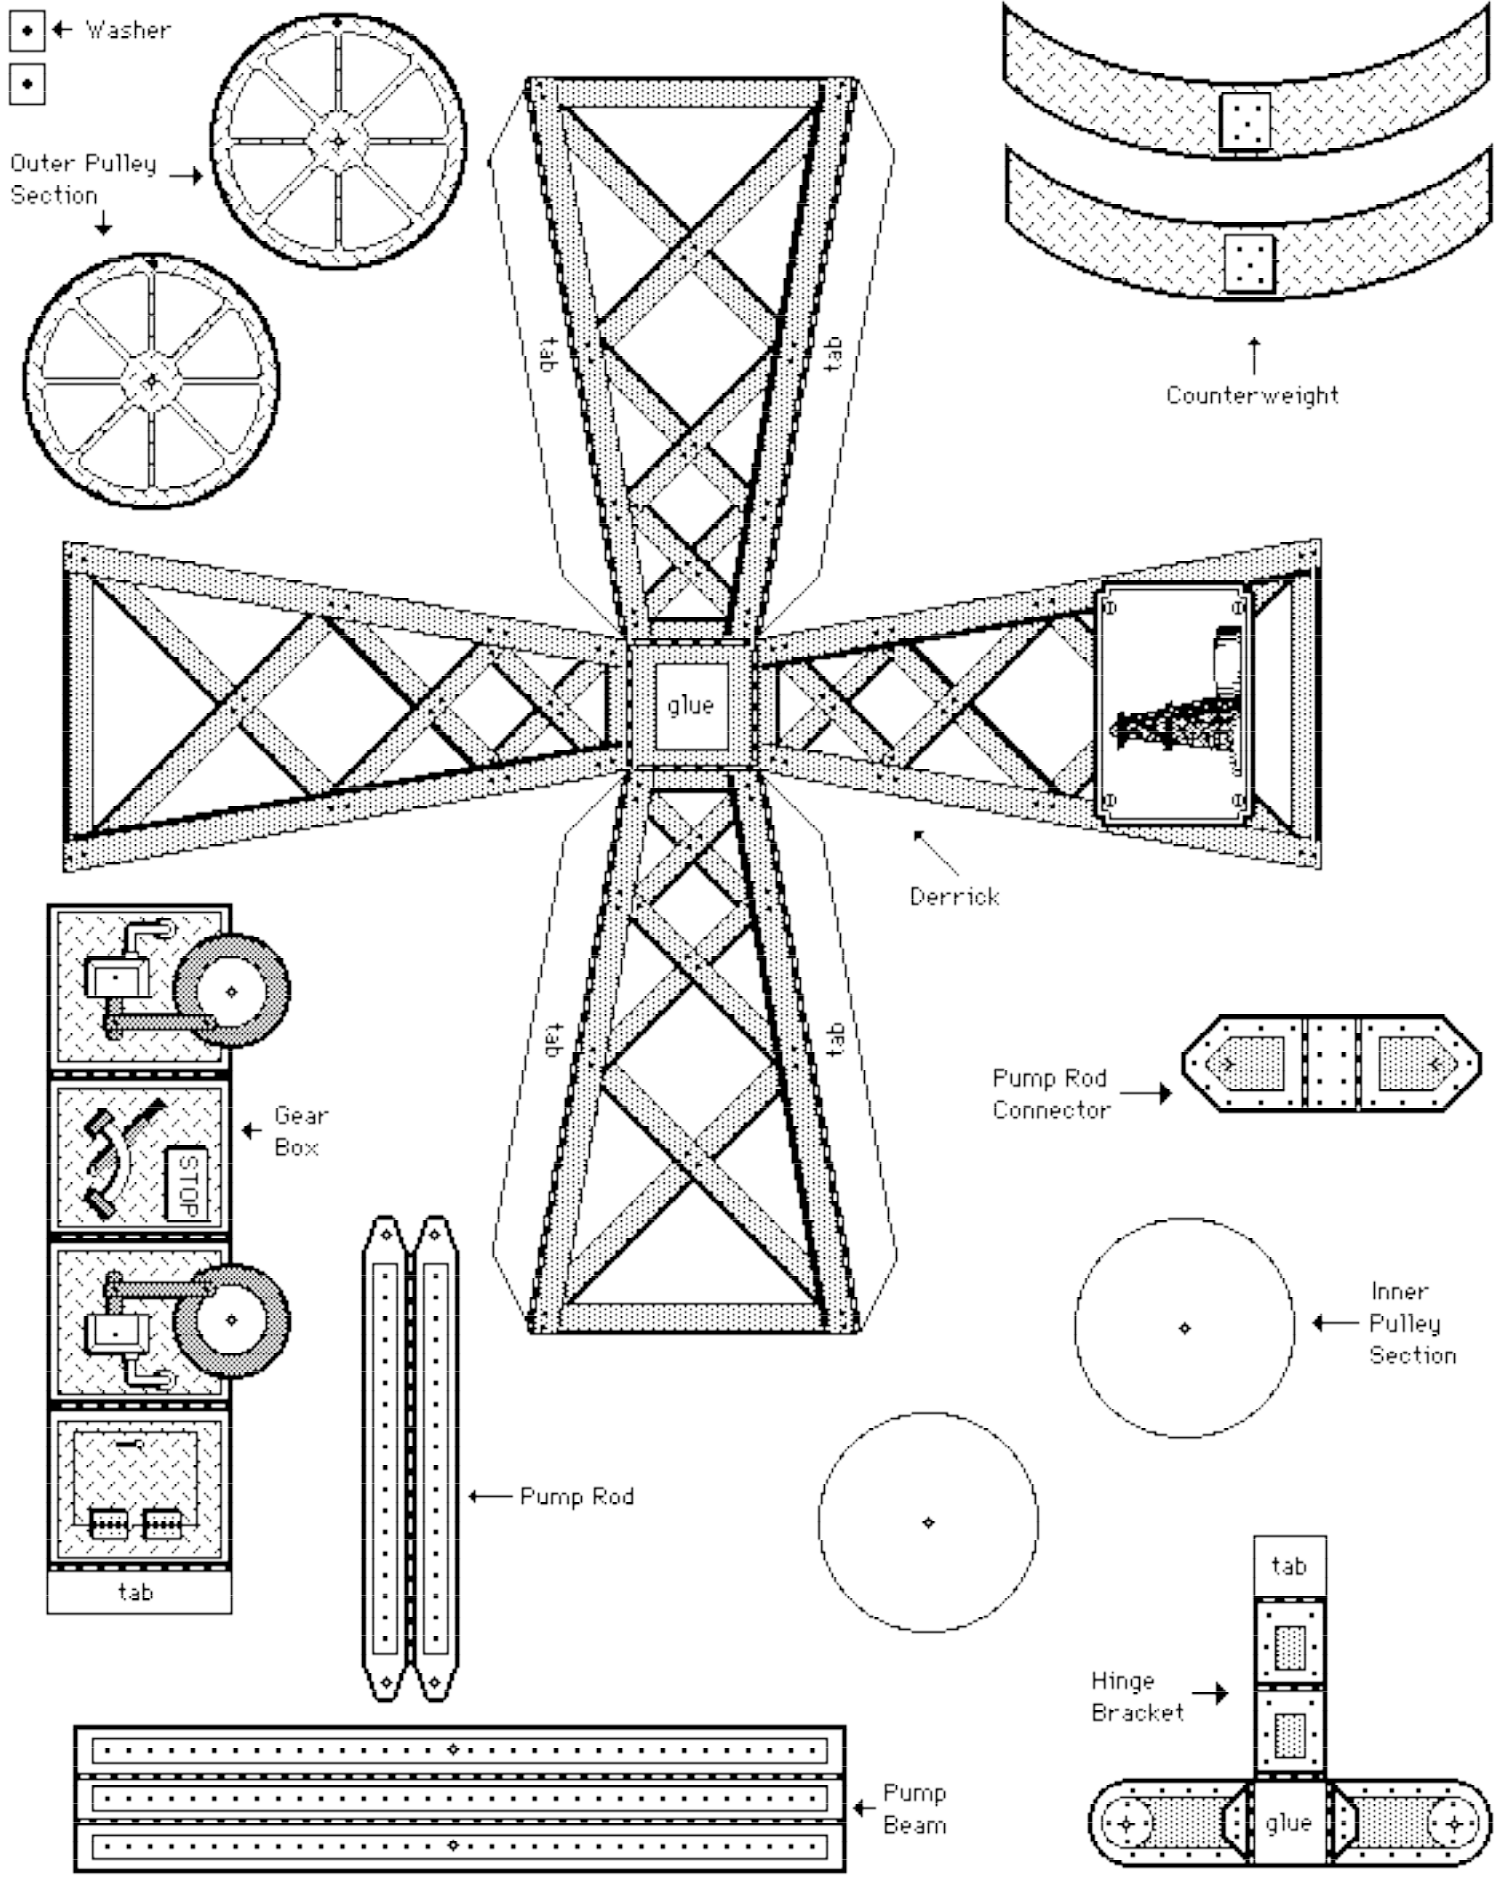 Washer
Outer Pulley
Section
tab
tab
Counterweight
glue
Derrick
tab
tab
Gear
Box
STOP
Pump Rod
Connector
Inner
Pulley
Section
Pump Rod
tab
tab
Hinge
Bracket
Pump
Beam
glue